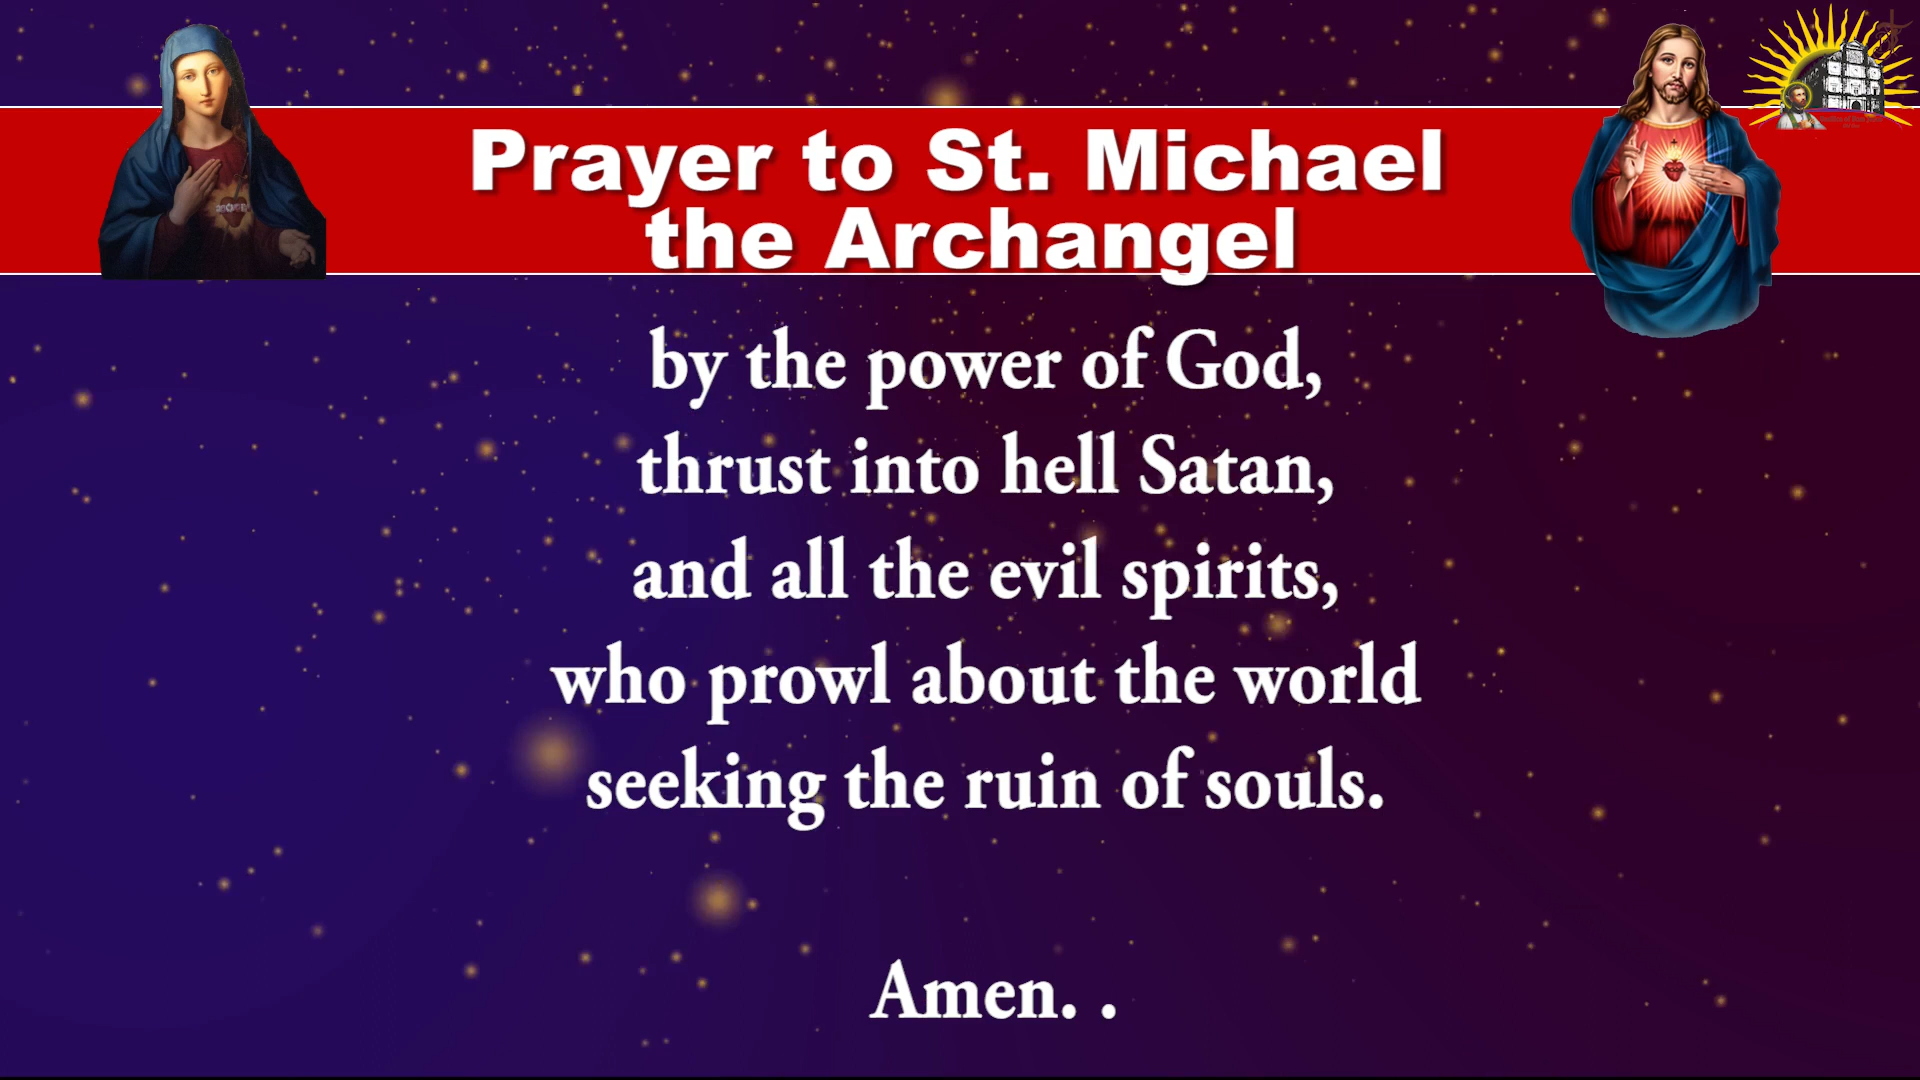 Prayer to St. Michael
the Archangel
by the power of God,
thrust into hell Satan,
and all the evil spirits,
who prowl about the world
seeking the ruin of souls.
Amen. .